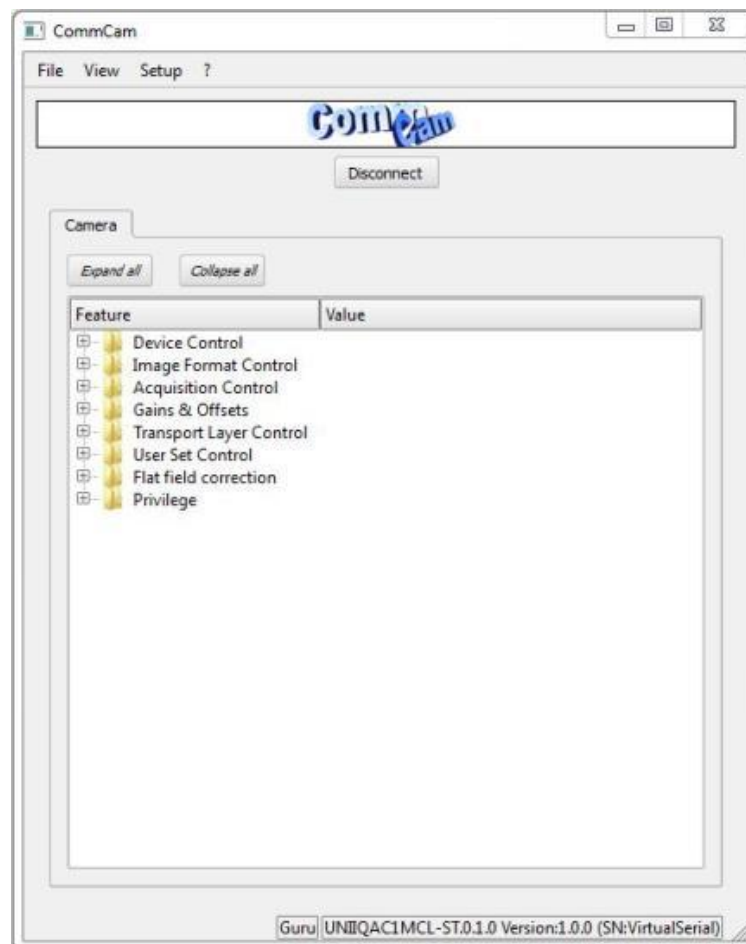 CommCam
File View Setup ?
CommCam
Disconnect
Camera
Expand all Collapse all
Feature Value
Device Control
Image Format Control
Acquisition Control
Gains & Offsets
Transport Layer Control
User Set Control
Flat field correction
Privilege
Guru UNIIQAC1MCL-ST.0.1.0 Version:1.0.0 (SN:VirtualSerial)